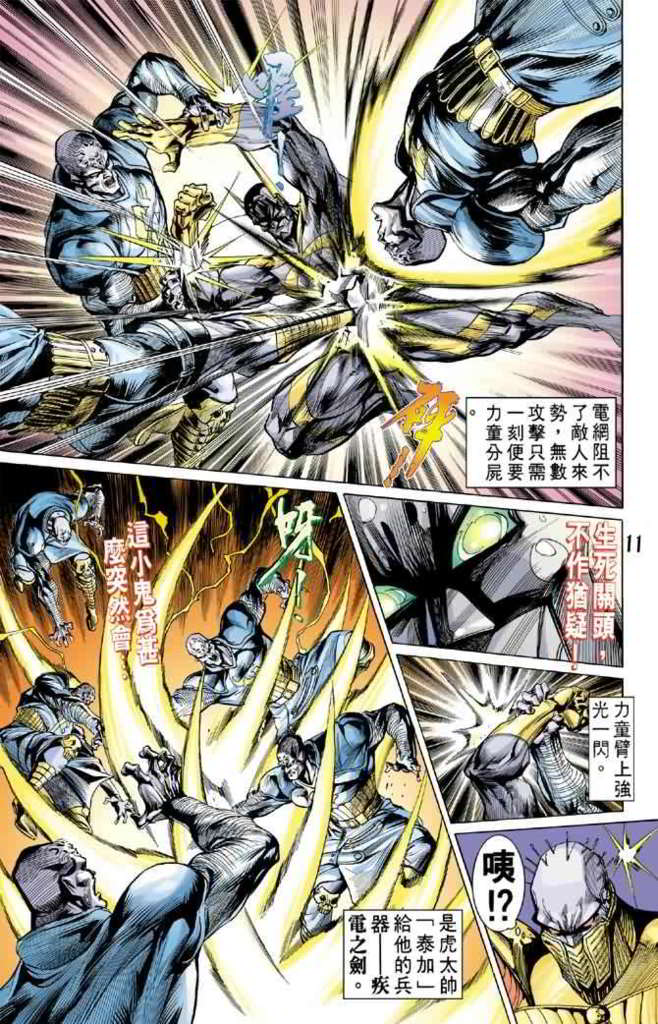 喔！
電網阻不
了敵人來
勢，無數
攻擊只需
一刻便要
力童分屍
。
呀!!
11
生死關頭，
不作猶疑！
力童臂上強
光一閃。
咦!?
呀！
這小鬼為甚
麼突然會…
是虎太帥
「泰加」
給他的兵
器——疾
電之劍。